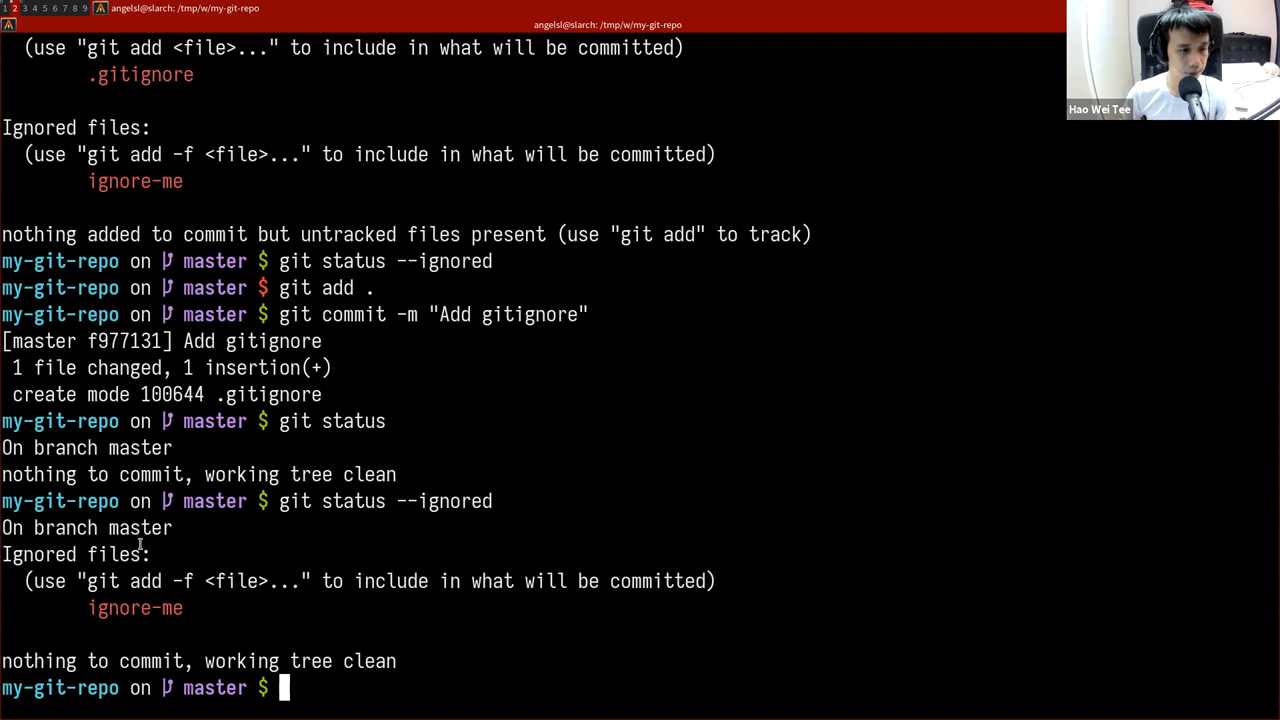 1 2 3 4 5 6 7 8 9 angelsl@slarch: /tmp/w/my-git-repo
angelsl@slarch: /tmp/w/my-git-repo
(use "git add <file>..." to include in what will be committed)
.gitignore
Ignored files:
(use "git add -f <file>..." to include in what will be committed)
ignore-me
nothing added to commit but untracked files present (use "git add" to track)
my-git-repo on master $ git status --ignored
my-git-repo on master $ git add .
my-git-repo on master $ git commit -m "Add gitignore"
[master f977131] Add gitignore
1 file changed, 1 insertion(+)
create mode 100644 .gitignore
my-git-repo on master $ git status
On branch master
nothing to commit, working tree clean
my-git-repo on master $ git status --ignored
On branch master
Ignored files:
(use "git add -f <file>..." to include in what will be committed)
ignore-me
nothing to commit, working tree clean
my-git-repo on master $
Hao Wei Tee